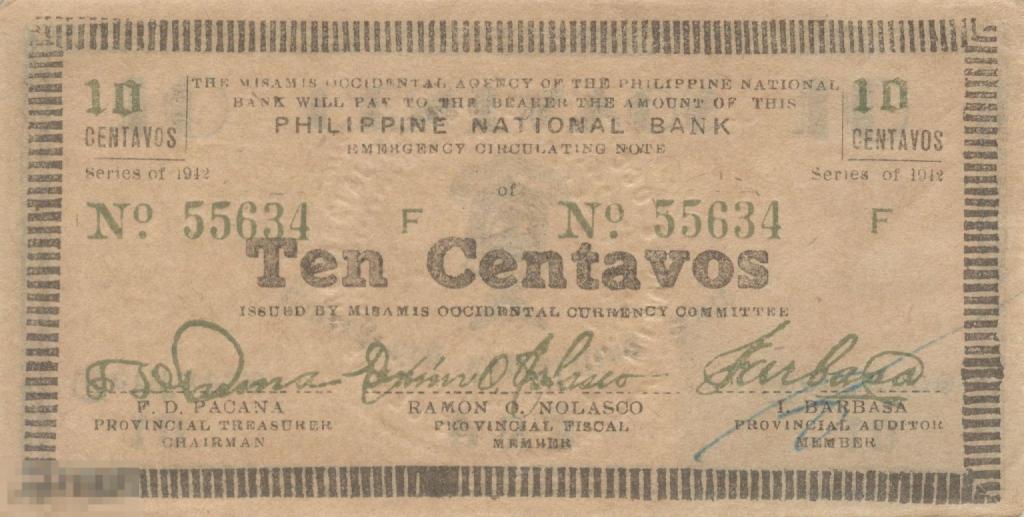 THE MISAMIS OCCIDENTAL AGENCY OF THE PHILIPPINE NATIONAL
BANK WILL PAY TO THE BEARER THE AMOUNT OF THIS
10 CENTAVOS
10 CENTAVOS
PHILIPPINE NATIONAL BANK
EMERGENCY CIRCULATING NOTE
Series of 1942
Series of 1942
of
Nº 55634 F
Nº 55634 F
Ten Centavos
ISSUED BY MISAMIS OCCIDENTAL CURRENCY COMMITTEE
F. D. PACANA
PROVINCIAL TREASURER
CHAIRMAN
RAMON O. NOLASCO
PROVINCIAL FISCAL
MEMBER
I. BARBASA
PROVINCIAL AUDITOR
MEMBER